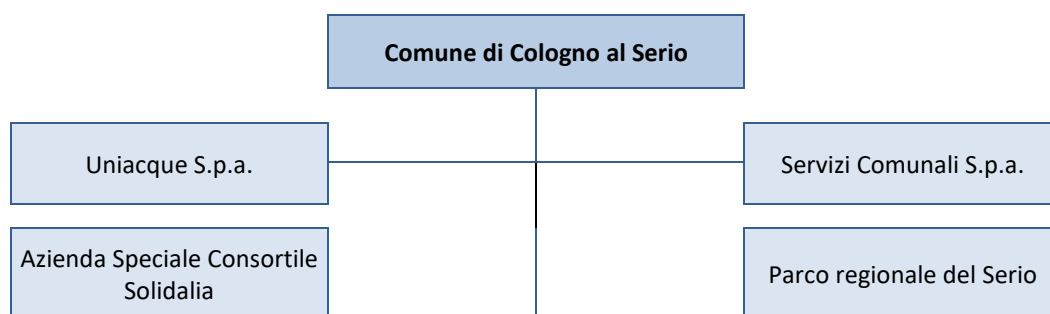 Comune di Cologno al Serio
Uniacque S.p.a.
Servizi Comunali S.p.a.
Azienda Speciale Consortile
Solidalia
Parco regionale del Serio